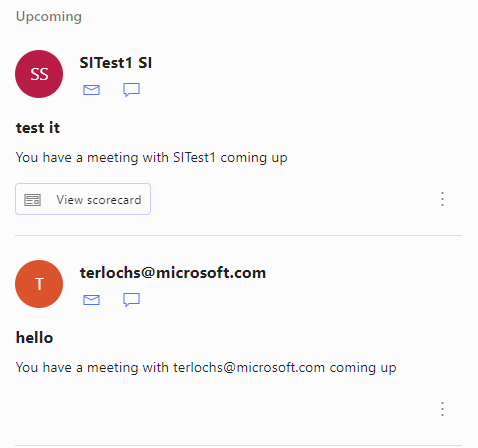 Upcoming
SS
SITest1 SI
test it
You have a meeting with SITest1 coming up
View scorecard
T
terlochs@microsoft.com
hello
You have a meeting with terlochs@microsoft.com coming up